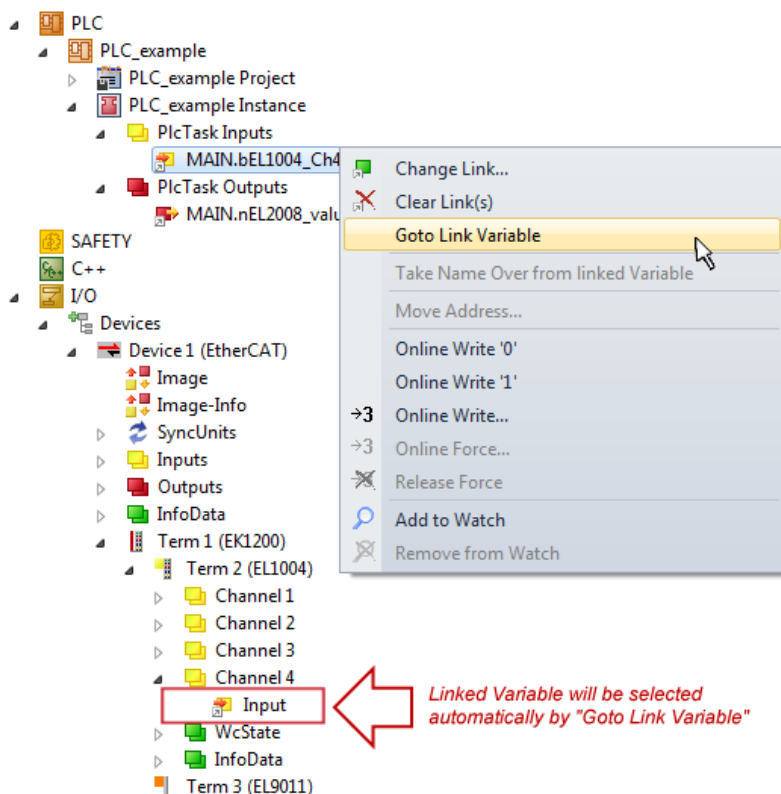 PLC
PLC_example
PLC_example Project
PLC_example Instance
PlcTask Inputs
MAIN.bEL1004_Ch4
PlcTask Outputs
MAIN.nEL2008_valu
SAFETY
C++
I/O
Devices
Device 1 (EtherCAT)
Image
Image-Info
SyncUnits
Inputs
Outputs
InfoData
Term 1 (EK1200)
Term 2 (EL1004)
Channel 1
Channel 2
Channel 3
Channel 4
Input
WcState
InfoData
Term 3 (EL9011)
Change Link...
Clear Link(s)
Goto Link Variable
Take Name Over from linked Variable
Move Address...
Online Write '0'
Online Write '1'
→3 Online Write...
→3 Online Force...
Release Force
Add to Watch
Remove from Watch
Linked Variable will be selected
automatically by "Goto Link Variable"